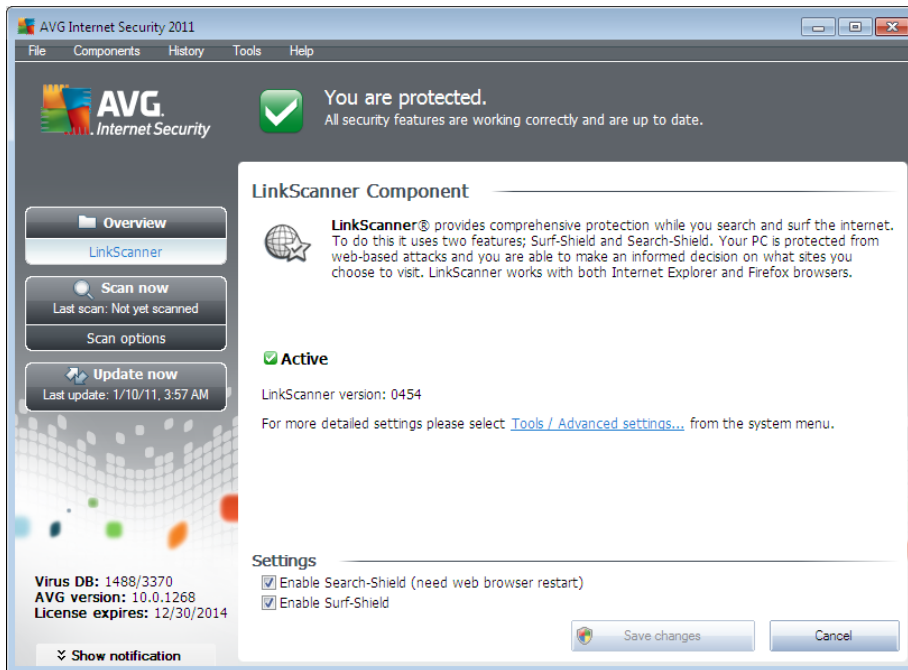 AVG Internet Security 2011
File Components History Tools Help
AVG.
Internet Security
You are protected.
All security features are working correctly and are up to date.
Overview
LinkScanner
Scan now
Last scan: Not yet scanned
Scan options
Update now
Last update: 1/10/11, 3:57 AM
Virus DB: 1488/3370
AVG version: 10.0.1268
License expires: 12/30/2014
Show notification
LinkScanner Component
LinkScanner® provides comprehensive protection while you search and surf the internet.
To do this it uses two features; Surf-Shield and Search-Shield. Your PC is protected from
web-based attacks and you are able to make an informed decision on what sites you
choose to visit. LinkScanner works with both Internet Explorer and Firefox browsers.
Active
LinkScanner version: 0454
For more detailed settings please select Tools / Advanced settings... from the system menu.
Settings
Enable Search-Shield (need web browser restart)
Enable Surf-Shield
Save changes
Cancel